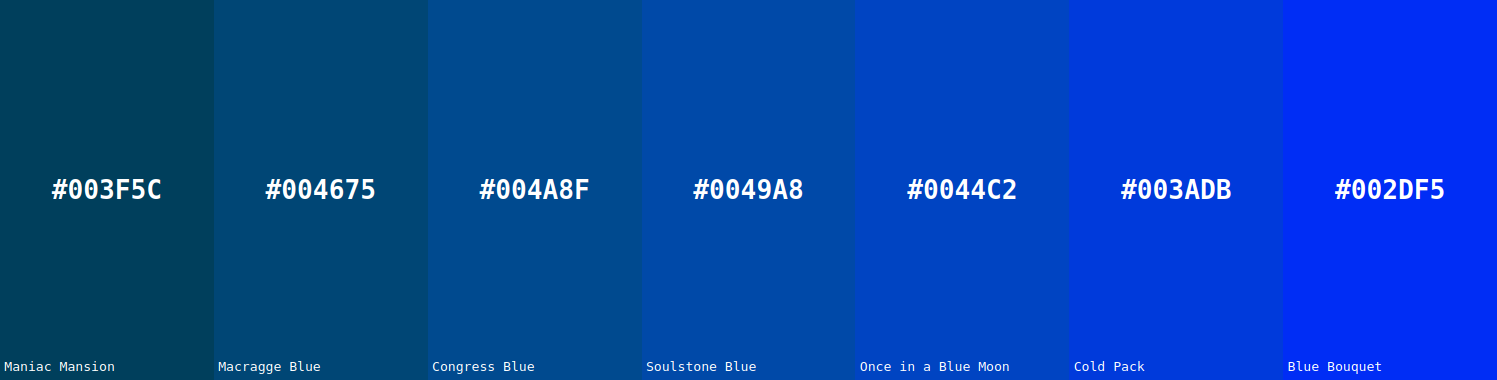 #003F5C
#004675
#004A8F
#0049A8
#0044C2
#003ADB
#002DF5
Maniac Mansion
Macragge Blue
Congress Blue
Soulstone Blue
Once in a Blue Moon
Cold Pack
Blue Bouquet